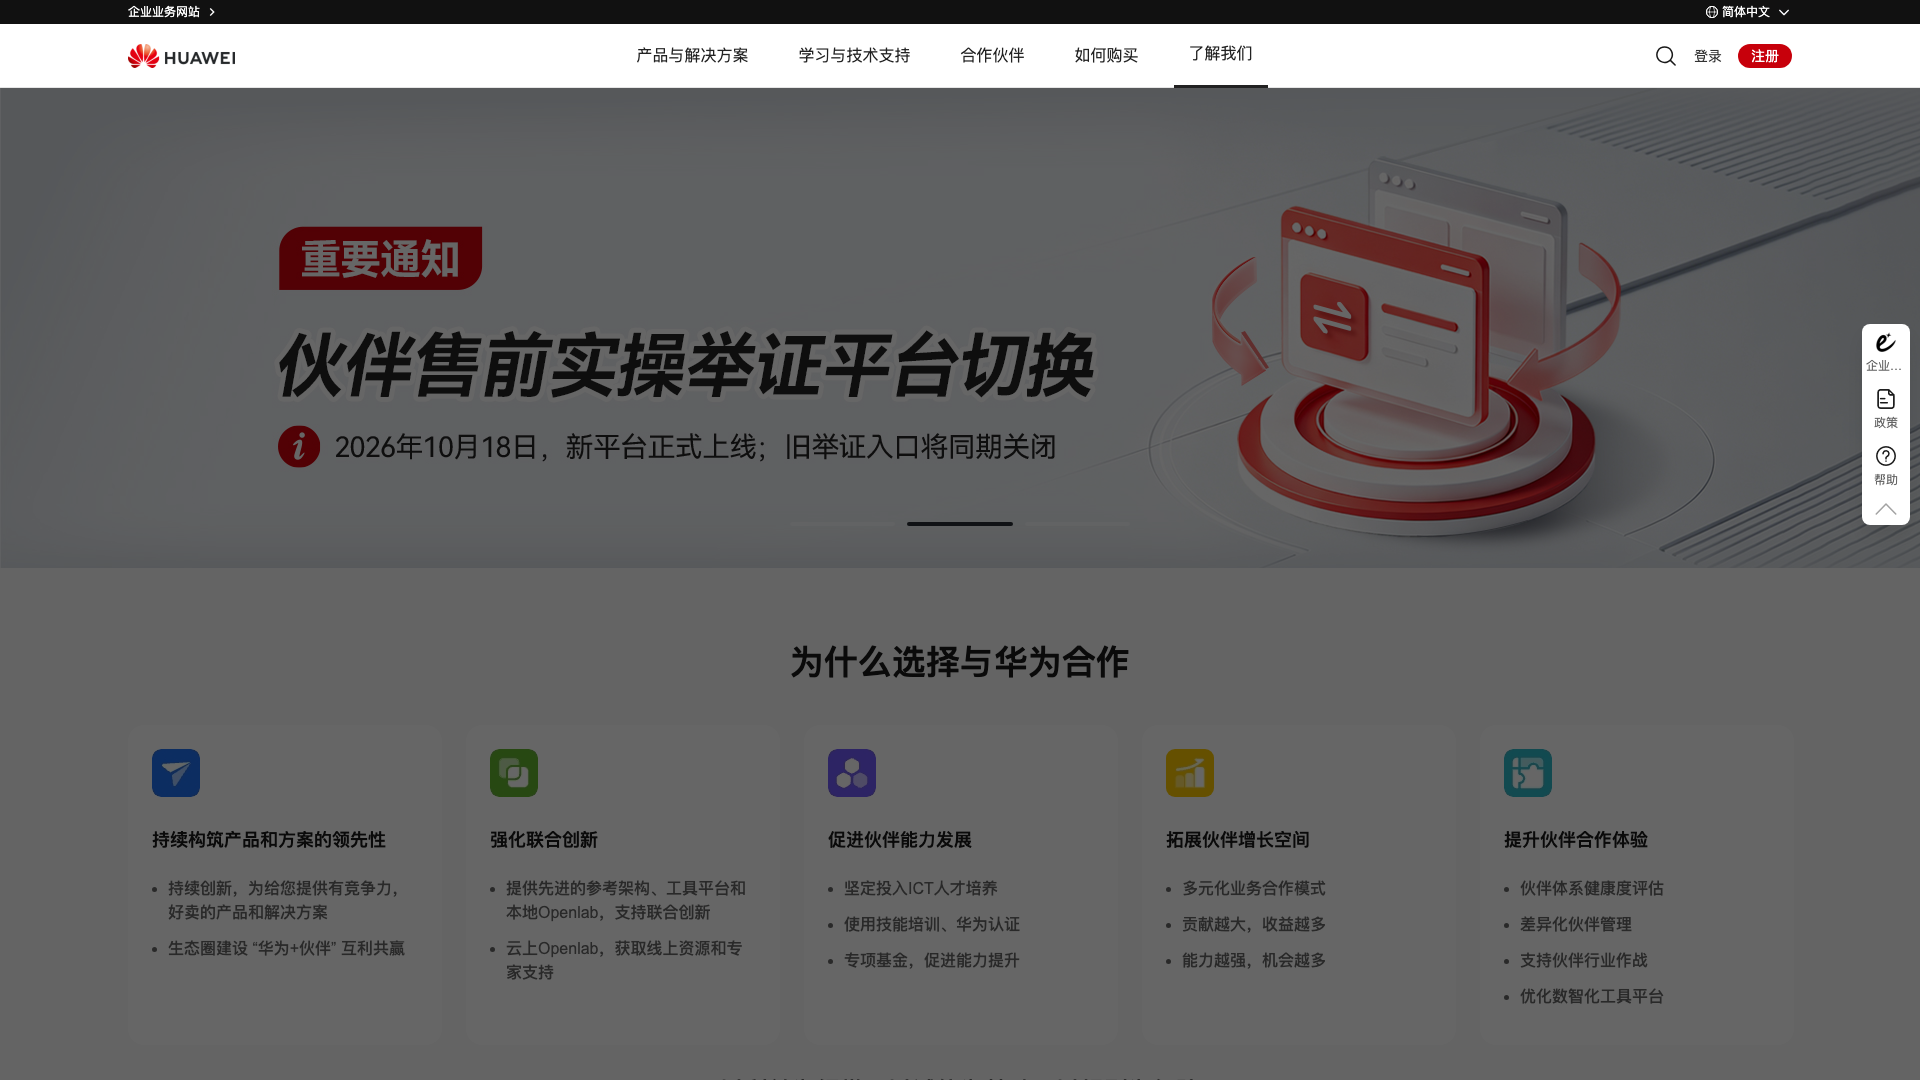 企业业务网站
简体中文
HUAWEI
产品与解决方案
学习与技术支持
合作伙伴
如何购买
了解我们
登录
注册
重要通知
伙伴售前实操举证平台切换
2026年10月18日，新平台正式上线；旧举证入口将同期关闭
企业...
政策
帮助
为什么选择与华为合作
持续构筑产品和方案的领先性
持续创新，为给您提供有竞争力，
好卖的产品和解决方案
生态圈建设 “华为+伙伴” 互利共赢
强化联合创新
提供先进的参考架构、工具平台和
本地Openlab，支持联合创新
云上Openlab，获取线上资源和专
家支持
促进伙伴能力发展
坚定投入ICT人才培养
使用技能培训、华为认证
专项基金，促进能力提升
拓展伙伴增长空间
多元化业务合作模式
贡献越大，收益越多
能力越强，机会越多
提升伙伴合作体验
伙伴体系健康度评估
差异化伙伴管理
支持伙伴行业作战
优化数智化工具平台